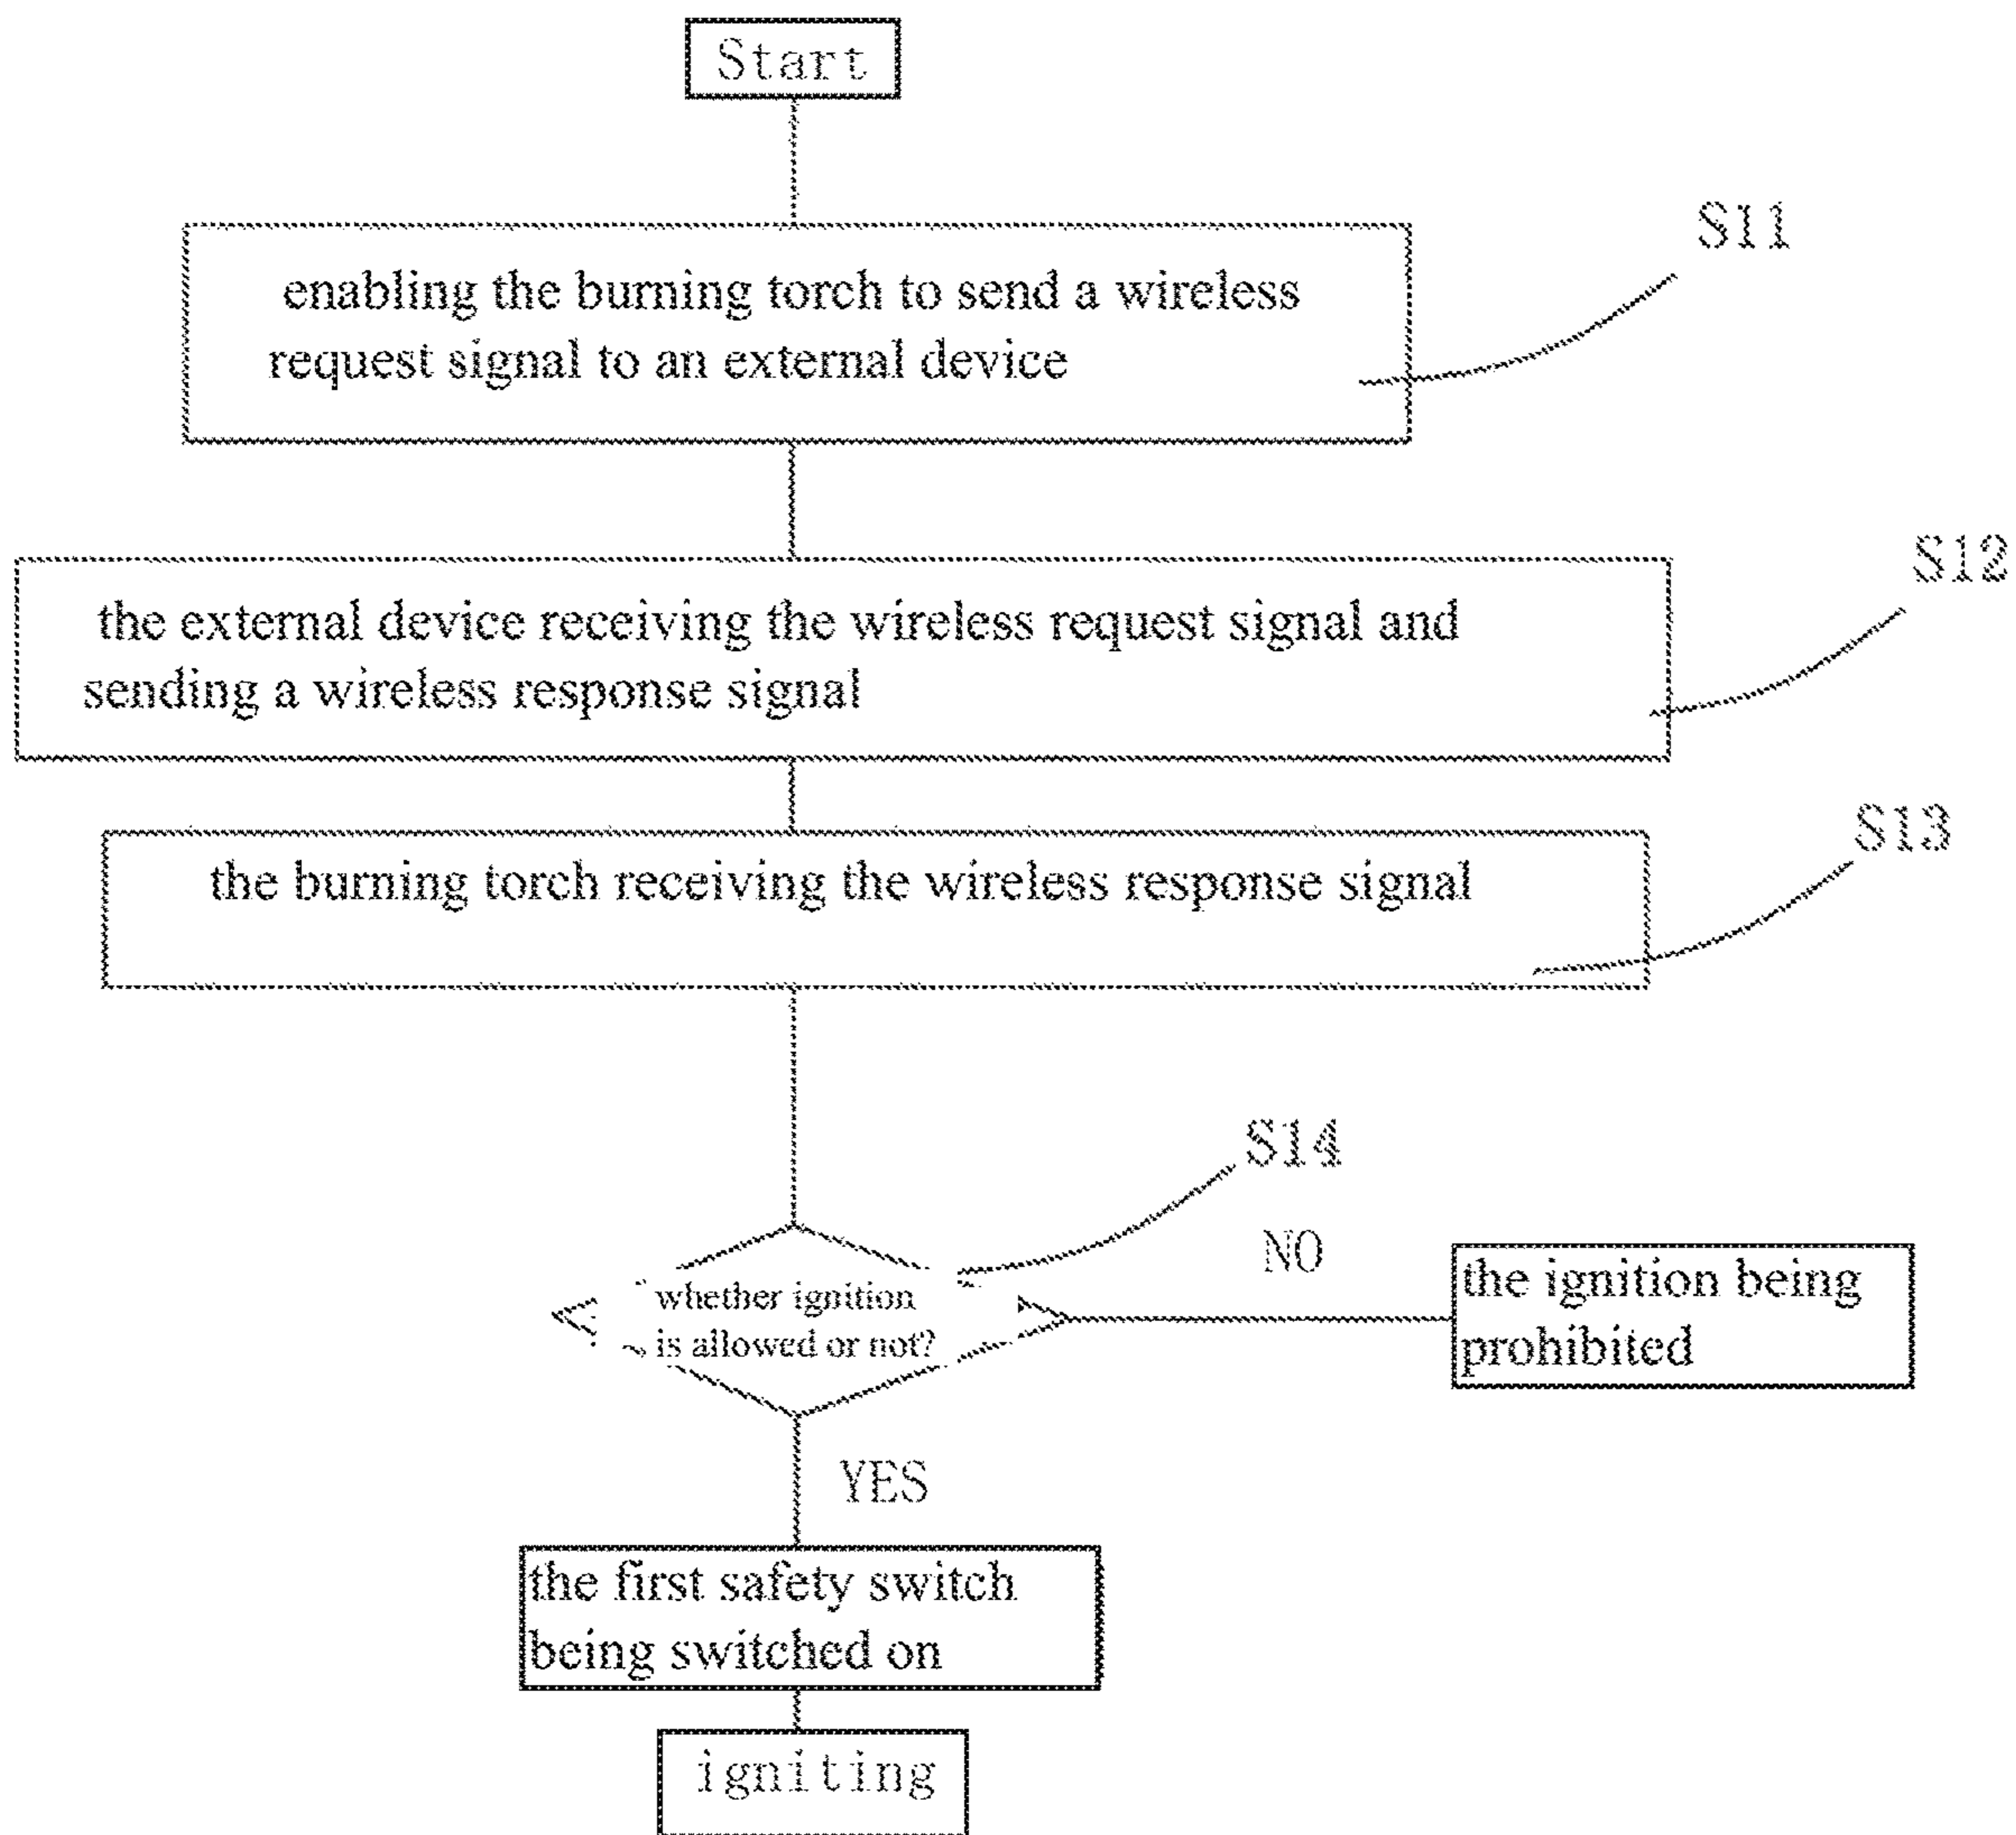 Start
S11
enabling the burning torch to send a wireless
request signal to an external device
S12
the external device receiving the wireless request signal and
sending a wireless response signal
S13
the burning torch receiving the wireless response signal
S14
whether ignition
is allowed or not?
NO
the ignition being
prohibited
YES
the first safety switch
being switched on
igniting